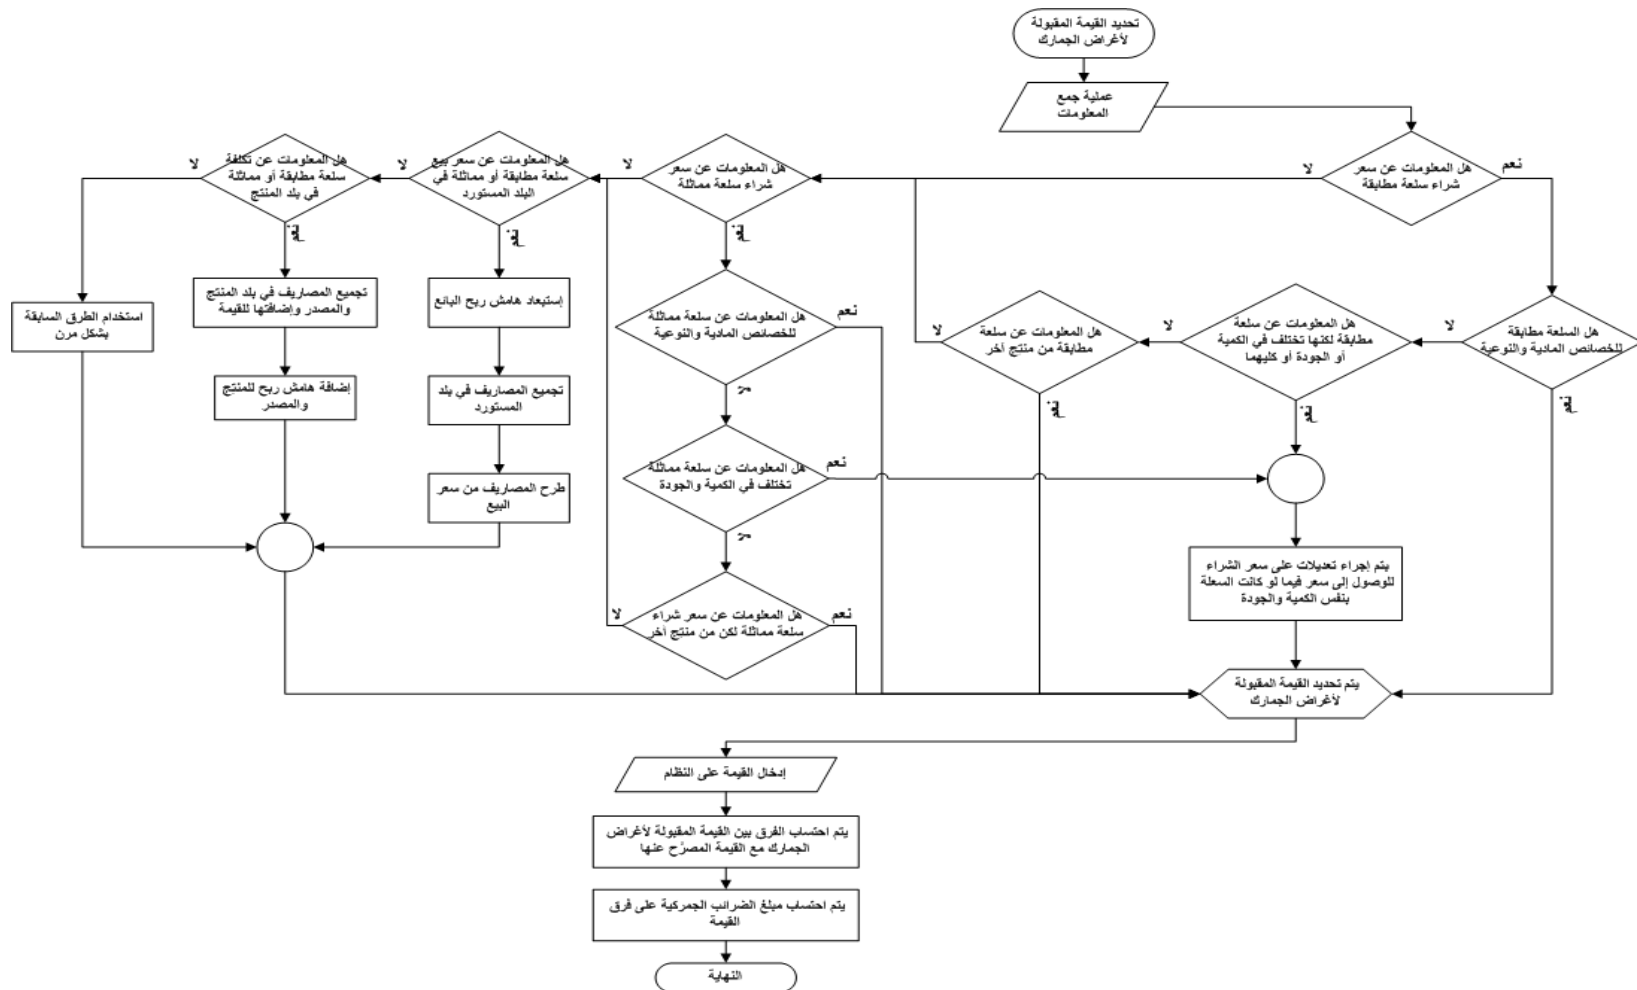 تحديد القيمة المقبولة
لأغراض الجمارك
عملية جمع
المعلومات
هل المعلومات عن سعر
شراء سلعة مطابقة
نعم
لا
هل السلعة مطابقة
للخصائص المادية والنوعية
نعم
لا
هل المعلومات عن سلعة
مطابقة لكنها تختلف في الكمية
أو الجودة أو كليهما
نعم
لا
هل المعلومات عن سلعة
مطابقة من منتج آخر
نعم
لا
يتم إجراء تعديلات على سعر الشراء
للوصول إلى سعر فيما لو كانت السعلة
بنفس الكمية والجودة
هل المعلومات عن سعر
شراء سلعة مماثلة
لا
نعم
هل المعلومات عن سلعة مماثلة
للخصائص المادية والنوعية
نعم
لا
هل المعلومات عن سلعة مماثلة
تختلف في الكمية والجودة
نعم
لا
هل المعلومات عن سعر شراء
سلعة مماثلة لكن من منتج آخر
نعم
لا
هل المعلومات عن سعر بيع
سلعة مطابقة أو مماثلة في
البلد المستورد
لا
نعم
إستبعاد هامش ربح البائع
تجميع المصاريف في بلد
المستورد
طرح المصاريف من سعر
البيع
هل المعلومات عن تكلفة
سلعة مطابقة أو مماثلة
في بلد المنتج
لا
نعم
تجميع المصاريف في بلد المنتج
والمصدر وإضافتها للقيمة
إضافة هامش ربح للمنتج
والمصدر
استخدام الطرق السابقة
بشكل مرن
يتم تحديد القيمة المقبولة
لأغراض الجمارك
إدخال القيمة على النظام
يتم احتساب الفرق بين القيمة المقبولة لأغراض
الجمارك مع القيمة المصرَّح عنها
يتم احتساب مبلغ الضرائب الجمركية على فرق
القيمة
النهاية